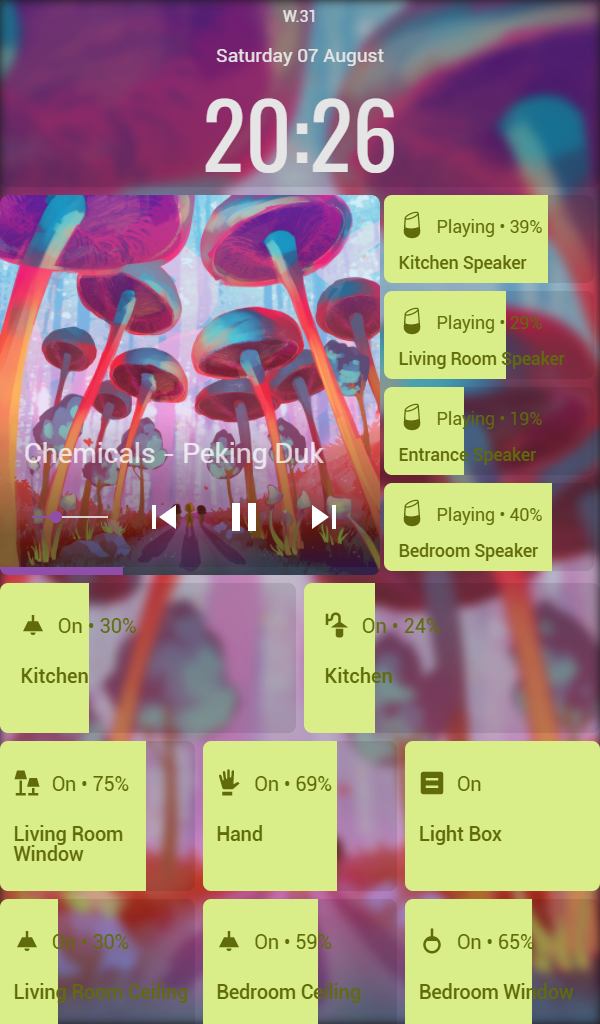 W.31
Saturday 07 August
20:26
Chemicals - Peking Duk
Playing • 39%
Kitchen Speaker
Playing • 29%
Living Room Speaker
Playing • 19%
Entrance Speaker
Playing • 40%
Bedroom Speaker
On • 30%
Kitchen
On • 24%
Kitchen
On • 75%
Living Room
Window
On • 69%
Hand
On
Light Box
On • 30%
Living Room Ceiling
On • 59%
Bedroom Ceiling
On • 65%
Bedroom Window